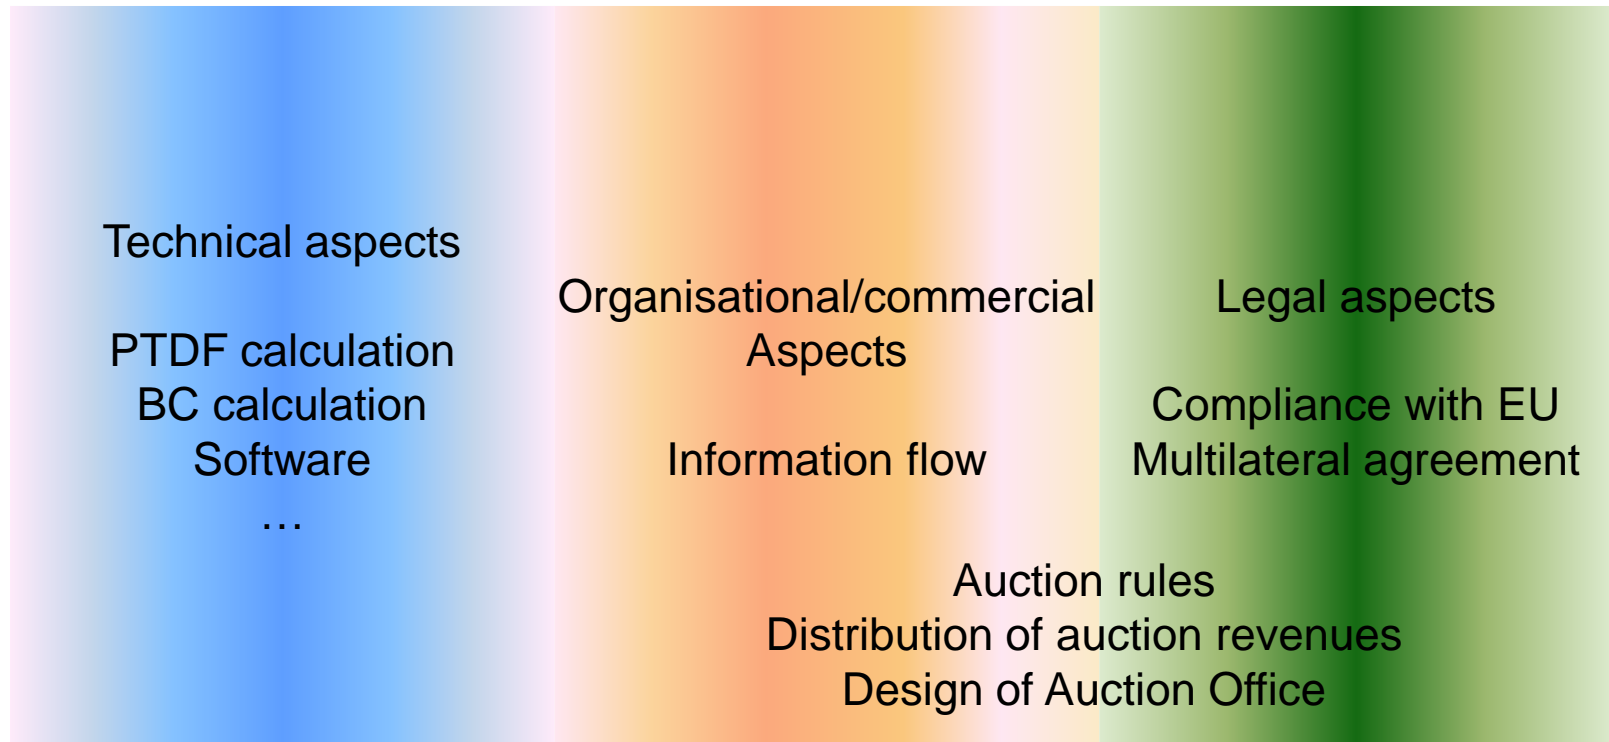 Technical aspects
PTDF calculation
BC calculation
Software
…
Organisational/commercial
Aspects
Information flow
Legal aspects
Compliance with EU
Multilateral agreement
Auction rules
Distribution of auction revenues
Design of Auction Office